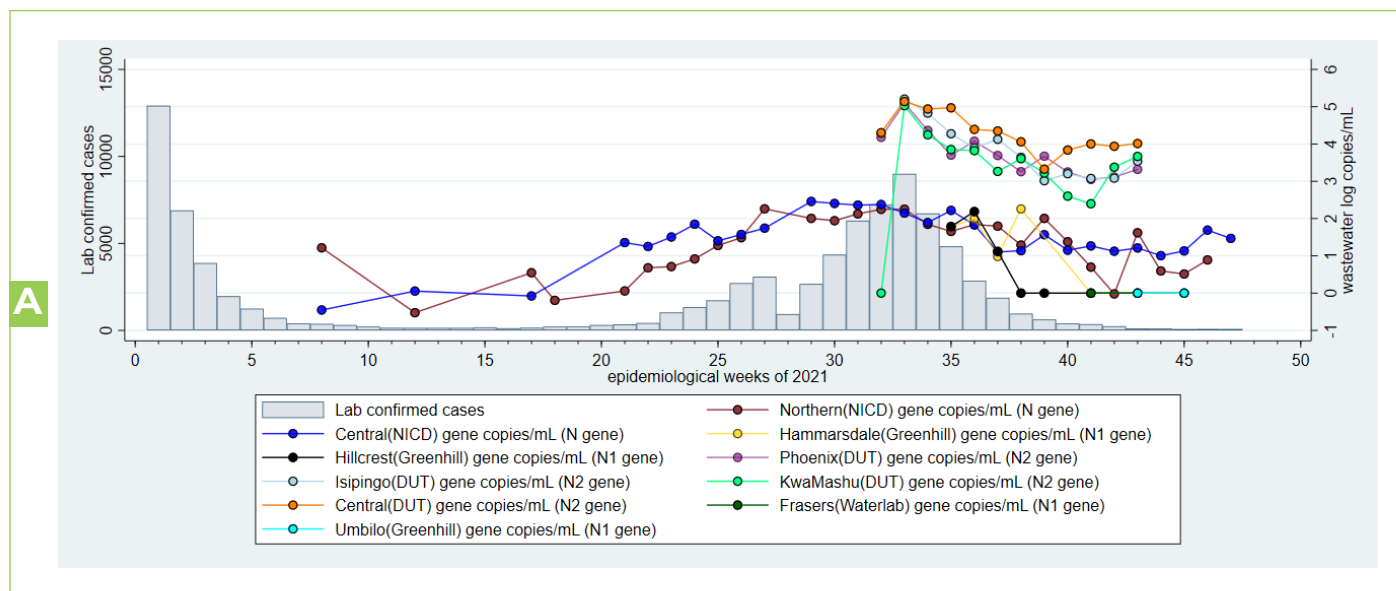 A
Lab confirmed cases
0 5000 10000 15000
wastewater log copies/mL
-1 0 1 2 3 4 5 6
0 5 10 15 20 25 30 35 40 45 50
epidemiological weeks of 2021
Lab confirmed cases
Northern(NICD) gene copies/mL (N gene)
Central(NICD) gene copies/mL (N gene)
Hammarsdale(Greenhill) gene copies/mL (N1 gene)
Hillcrest(Greenhill) gene copies/mL (N1 gene)
Phoenix(DUT) gene copies/mL (N2 gene)
Isipingo(DUT) gene copies/mL (N2 gene)
KwaMashu(DUT) gene copies/mL (N2 gene)
Central(DUT) gene copies/mL (N2 gene)
Frasers(Waterlab) gene copies/mL (N1 gene)
Umbilo(Greenhill) gene copies/mL (N1 gene)